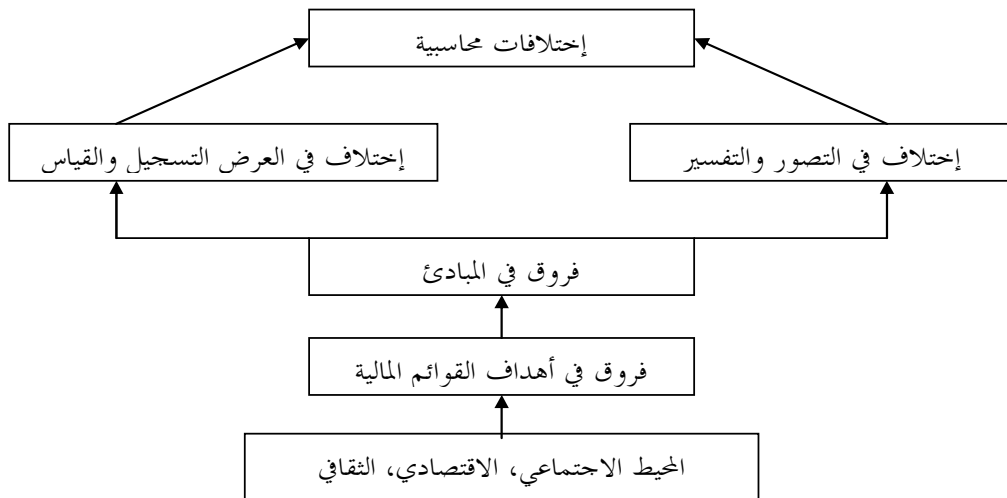 إختلافات محاسبية
إختلاف في التصور والتفسير
إختلاف في العرض التسجيل والقياس
فروق في المبادئ
فروق في أهداف القوائم المالية
المحيط الاجتماعي، الاقتصادي، الثقافي